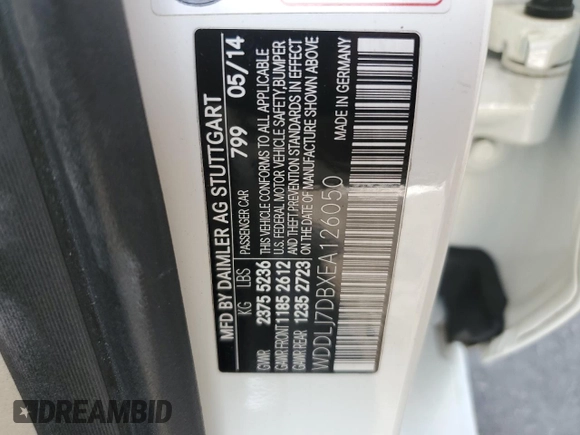 MFD BY DAIMLER AG STUTTGART
KG LBS PASSENGER CAR 799 05/14
GVWR 2375 5236 THIS VEHICLE CONFORMS TO ALL APPLICABLE
GAWR FRONT 1185 2612 U.S. FEDERAL MOTOR VEHICLE SAFETY,BUMPER
GAWR REAR 1235 2723 AND THEFT PREVENTION STANDARDS IN EFFECT
ON THE DATE OF MANUFACTURE SHOWN ABOVE
WDDLJ7DBXEA126050 MADE IN GERMANY
DREAMBID